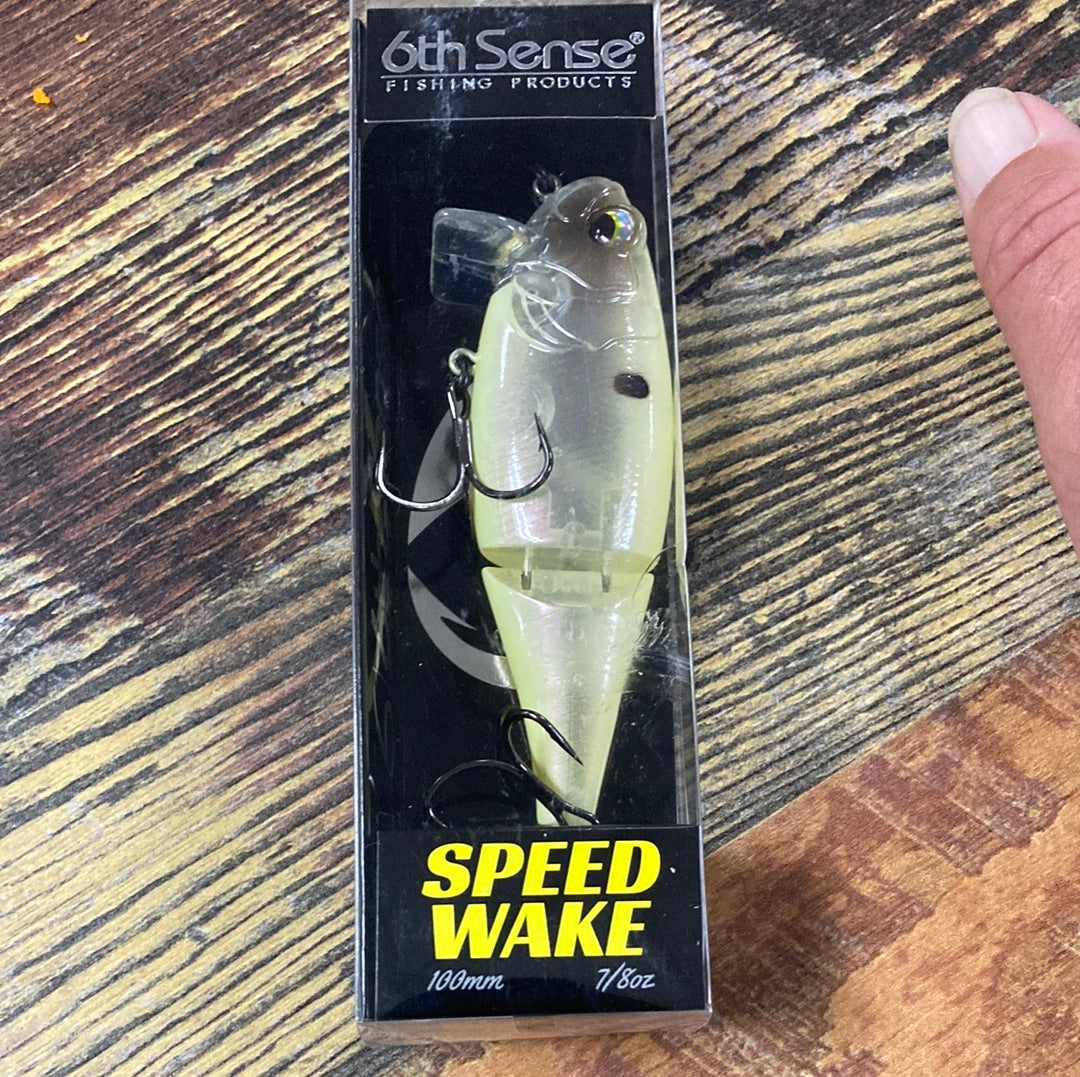 6th Sense®
FISHING PRODUCTS
SPEED
WAKE
100mm 7/8oz